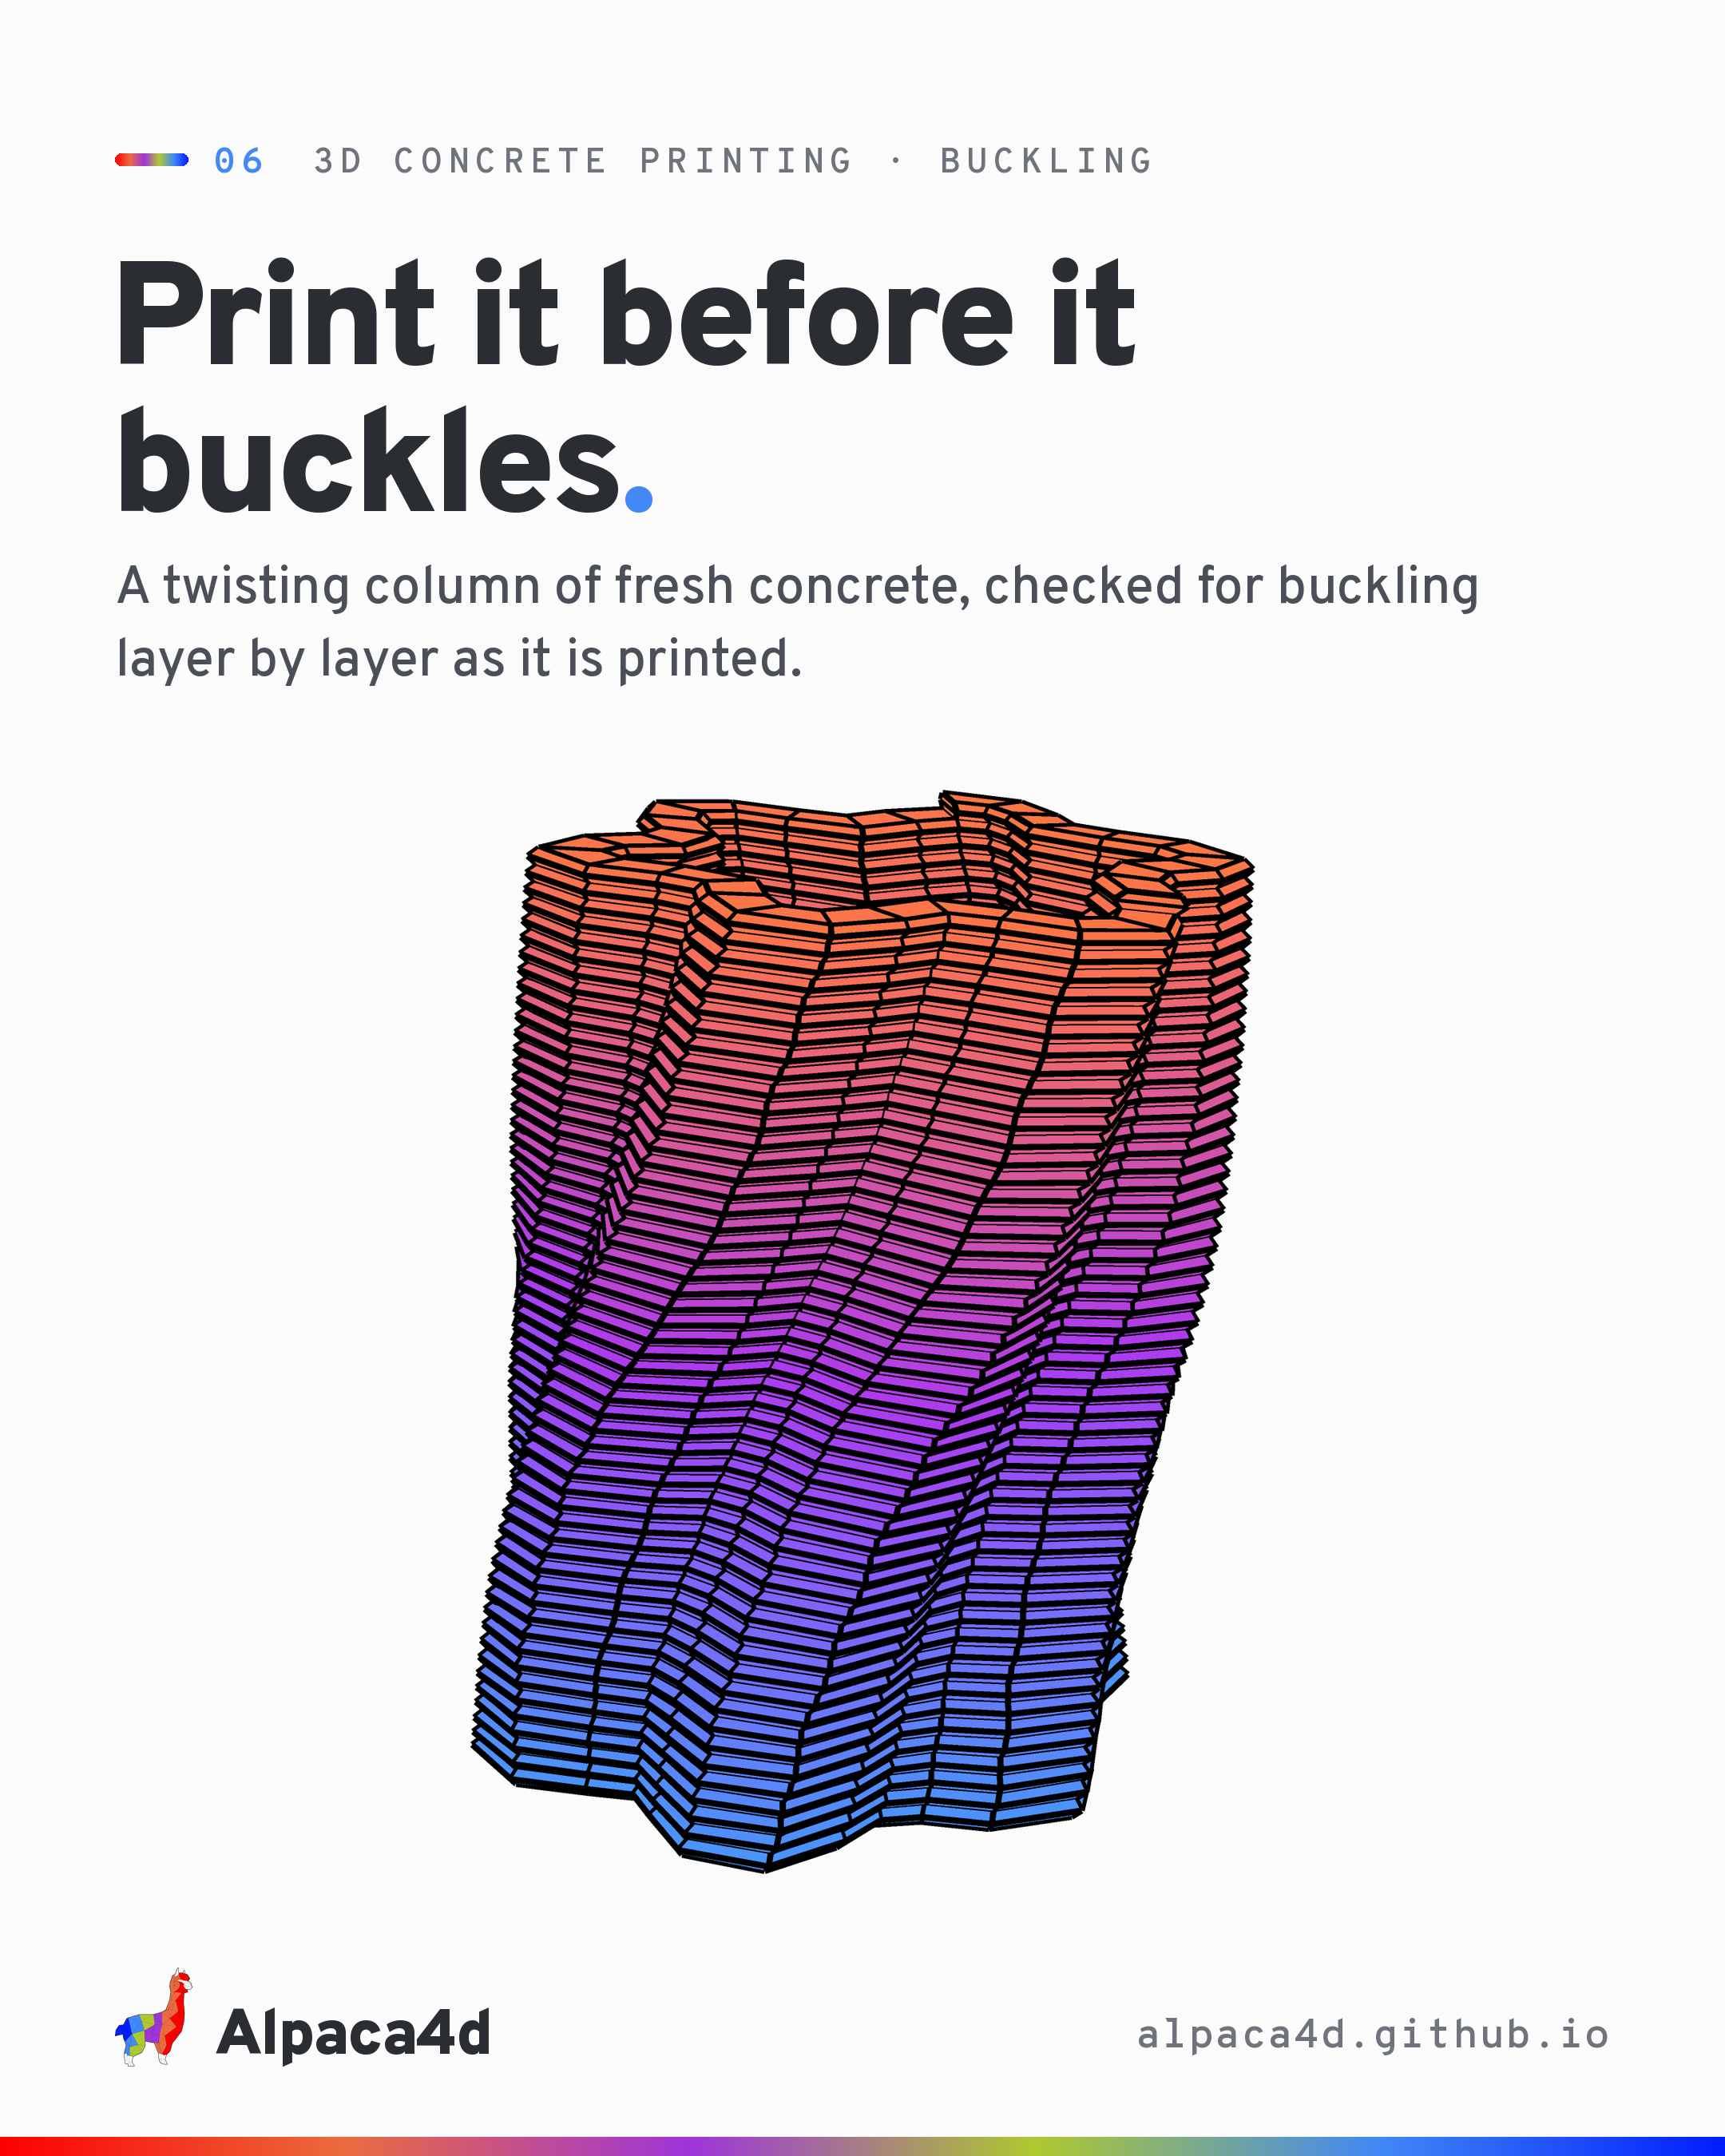 06 3D CONCRETE PRINTING · BUCKLING
Print it before it
buckles.
A twisting column of fresh concrete, checked for buckling
layer by layer as it is printed.
Alpaca4d
alpaca4d.github.io